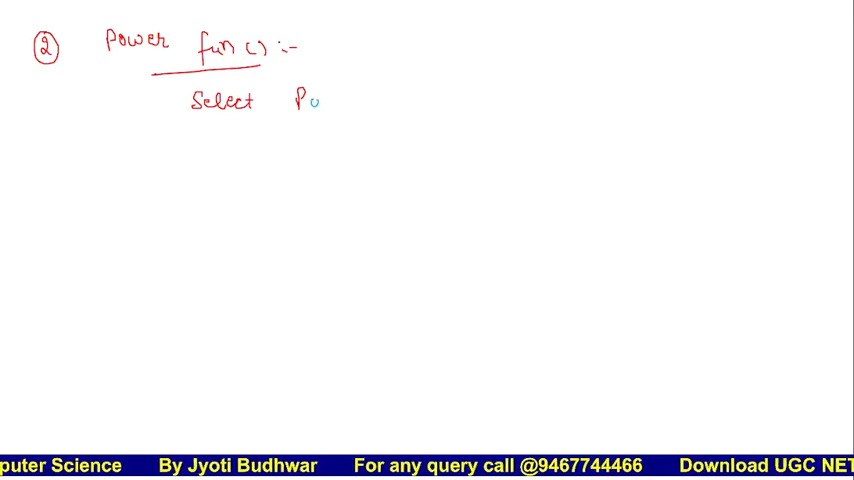 ② Power fun() :-
Select Po
puter Science By Jyoti Budhwar For any query call @9467744466 Download UGC NET